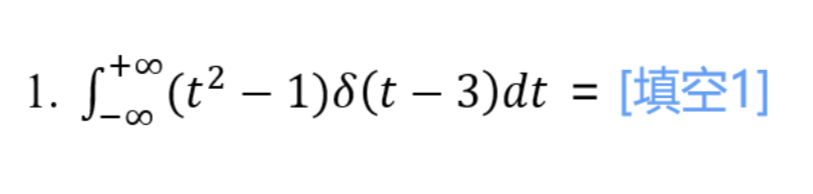 1. ∫₋∞⁺∞(t² − 1)δ(t − 3)dt = [填空1]